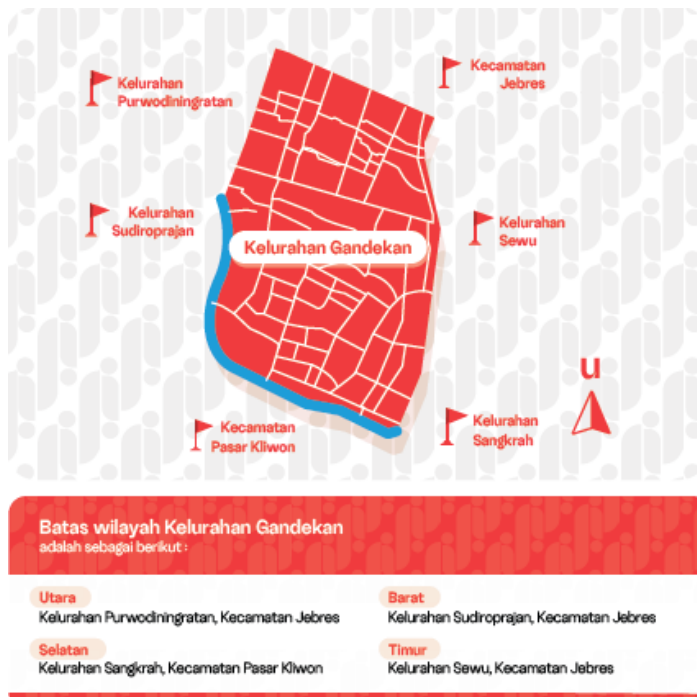 Kelurahan
Purwodiningratan
Kecamatan
Jebres
Kelurahan
Sudiroprajan
Kelurahan Gandekan
Kelurahan
Sewu
u
Kecamatan
Pasar Kliwon
Kelurahan
Sangkrah
Batas wilayah Kelurahan Gandekan
adalah sebagai berikut :
Utara
Kelurahan Purwodiningratan, Kecamatan Jebres
Barat
Kelurahan Sudiroprajan, Kecamatan Jebres
Selatan
Kelurahan Sangkrah, Kecamatan Pasar Kliwon
Timur
Kelurahan Sewu, Kecamatan Jebres